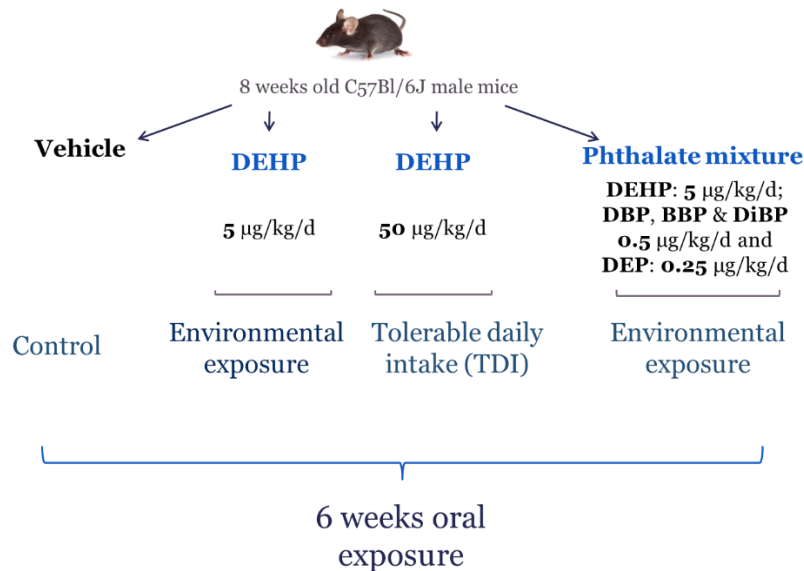 8 weeks old C57Bl/6J male mice
Vehicle
DEHP
DEHP
Phthalate mixture
5 µg/kg/d
50 µg/kg/d
DEHP: 5 µg/kg/d;
DBP, BBP & DiBP
0.5 µg/kg/d and
DEP: 0.25 µg/kg/d
Control
Environmental
exposure
Tolerable daily
intake (TDI)
Environmental
exposure
6 weeks oral
exposure